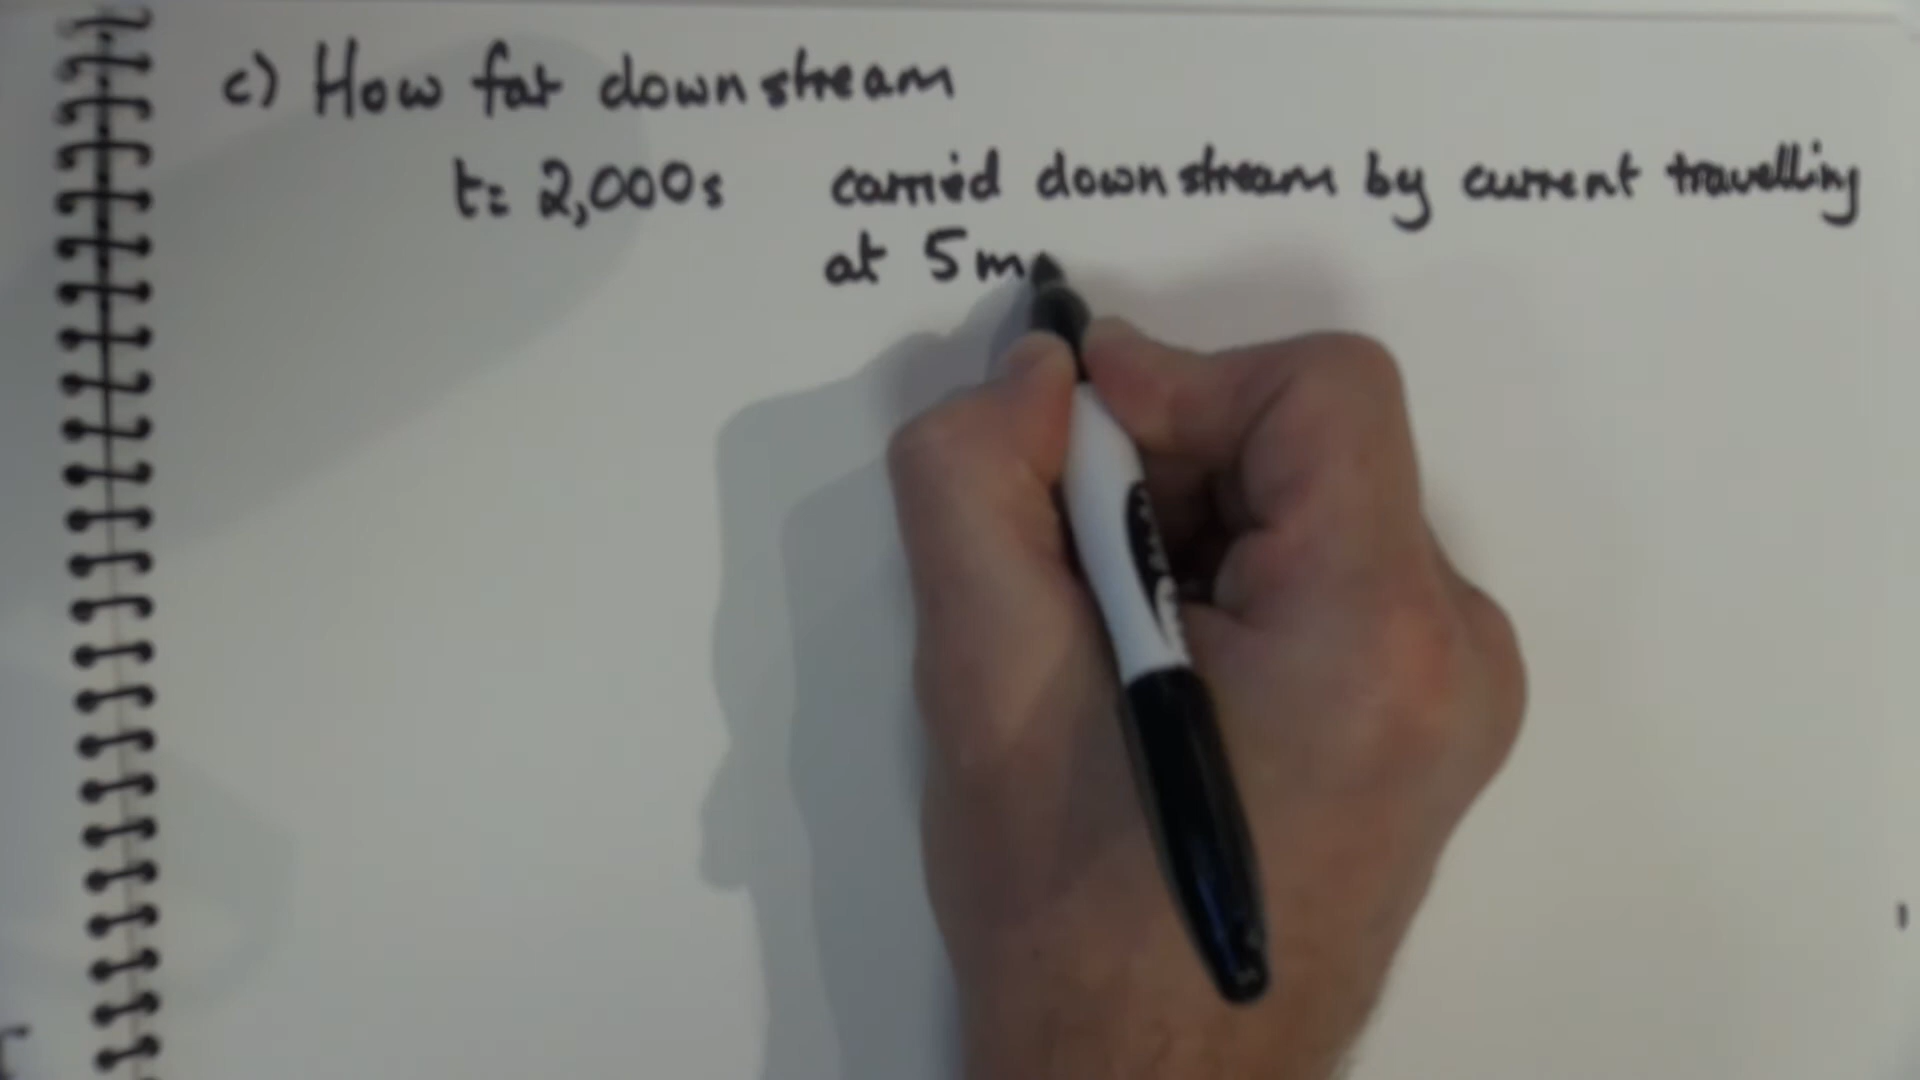 c) How far downstream
t= 2,000s carried downstream by current travelling
at 5m